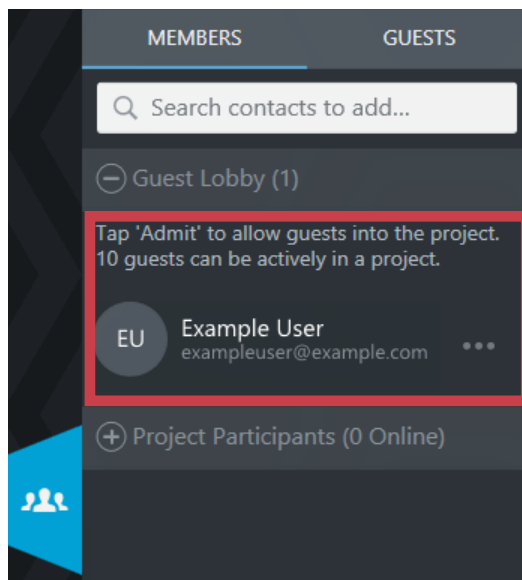 MEMBERS GUESTS
Search contacts to add...
Guest Lobby (1)
Tap 'Admit' to allow guests into the project.
10 guests can be actively in a project.
EU
Example User
exampleuser@example.com
Project Participants (0 Online)